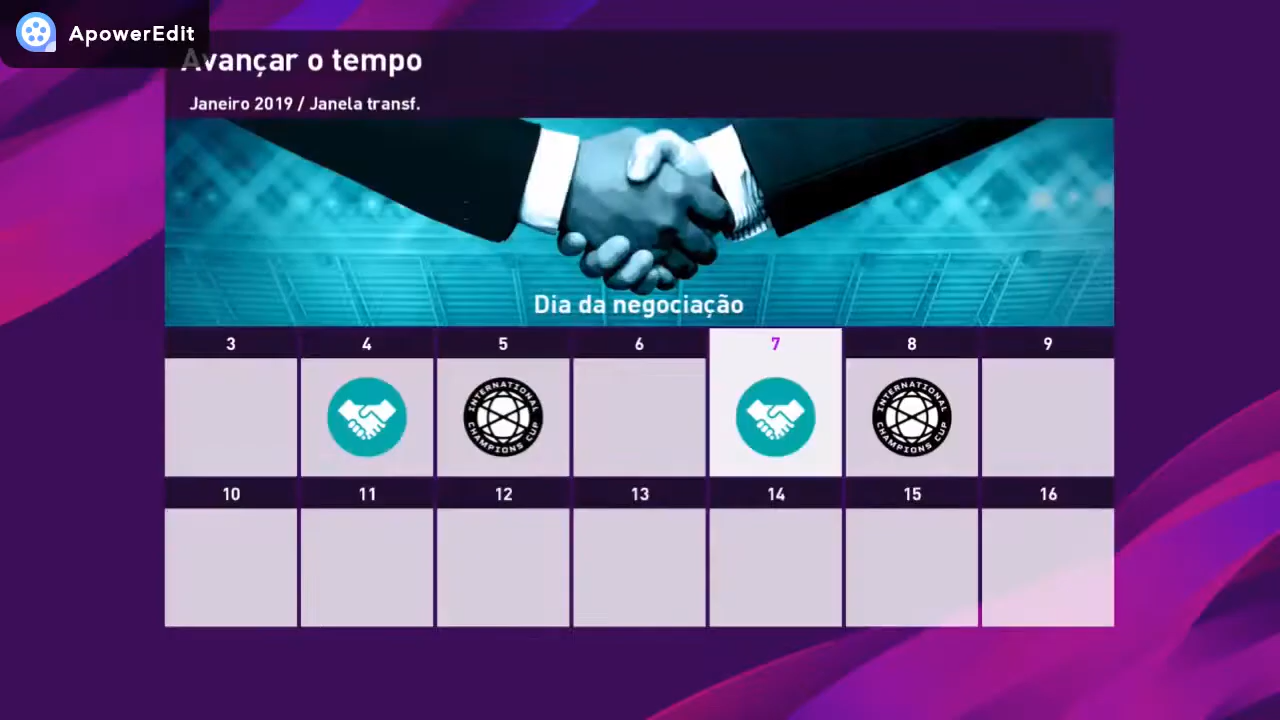 ApowerEdit
Avançar o tempo
Janeiro 2019 / Janela transf.
Dia da negociação
3 4 5 6 7 8 9
INTERNATIONAL CHAMPIONS CUP
INTERNATIONAL CHAMPIONS CUP
10 11 12 13 14 15 16